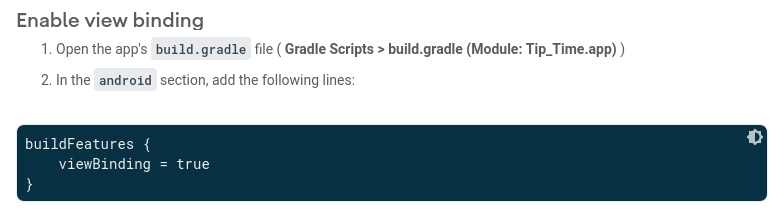 Enable view binding
1. Open the app's build.gradle file ( Gradle Scripts > build.gradle (Module: Tip_Time.app) )
2. In the android section, add the following lines:
buildFeatures {
    viewBinding = true
}